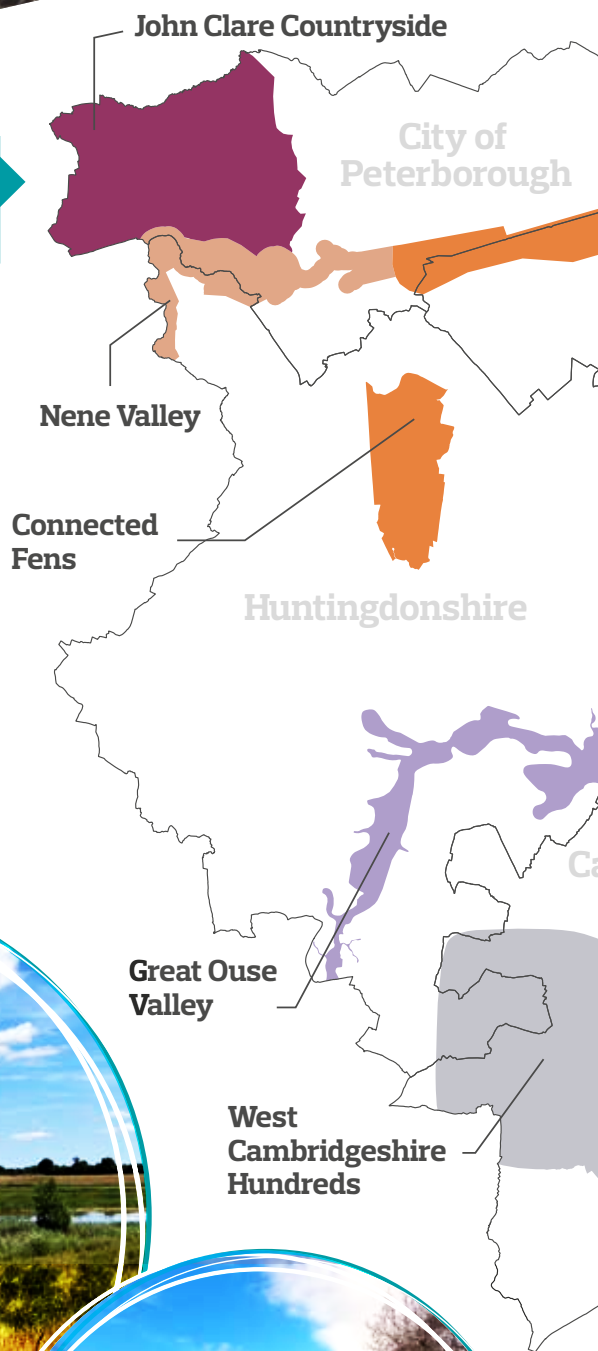 John Clare Countryside
City of
Peterborough
Nene Valley
Connected
Fens
Huntingdonshire
Great Ouse
Valley
West
Cambridgeshire
Hundreds